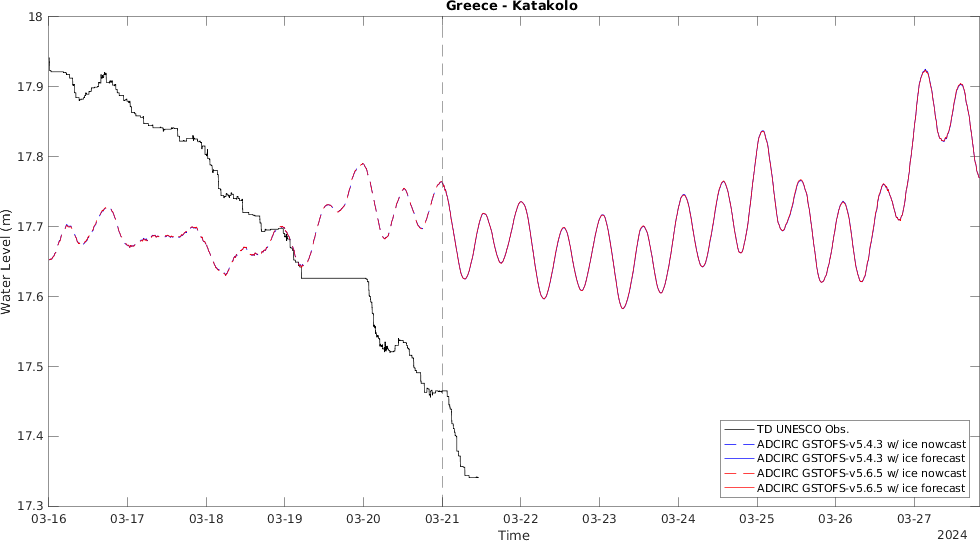 Greece - Katakolo
18
17.9
17.8
17.7
17.6
17.5
17.4
17.3
Water Level (m)
TD UNESCO Obs.
ADCIRC GSTOFS-v5.4.3 w/ ice nowcast
ADCIRC GSTOFS-v5.4.3 w/ ice forecast
ADCIRC GSTOFS-v5.6.5 w/ ice nowcast
ADCIRC GSTOFS-v5.6.5 w/ ice forecast
03-16 03-17 03-18 03-19 03-20 03-21 03-22 03-23 03-24 03-25 03-26 03-27
Time
2024